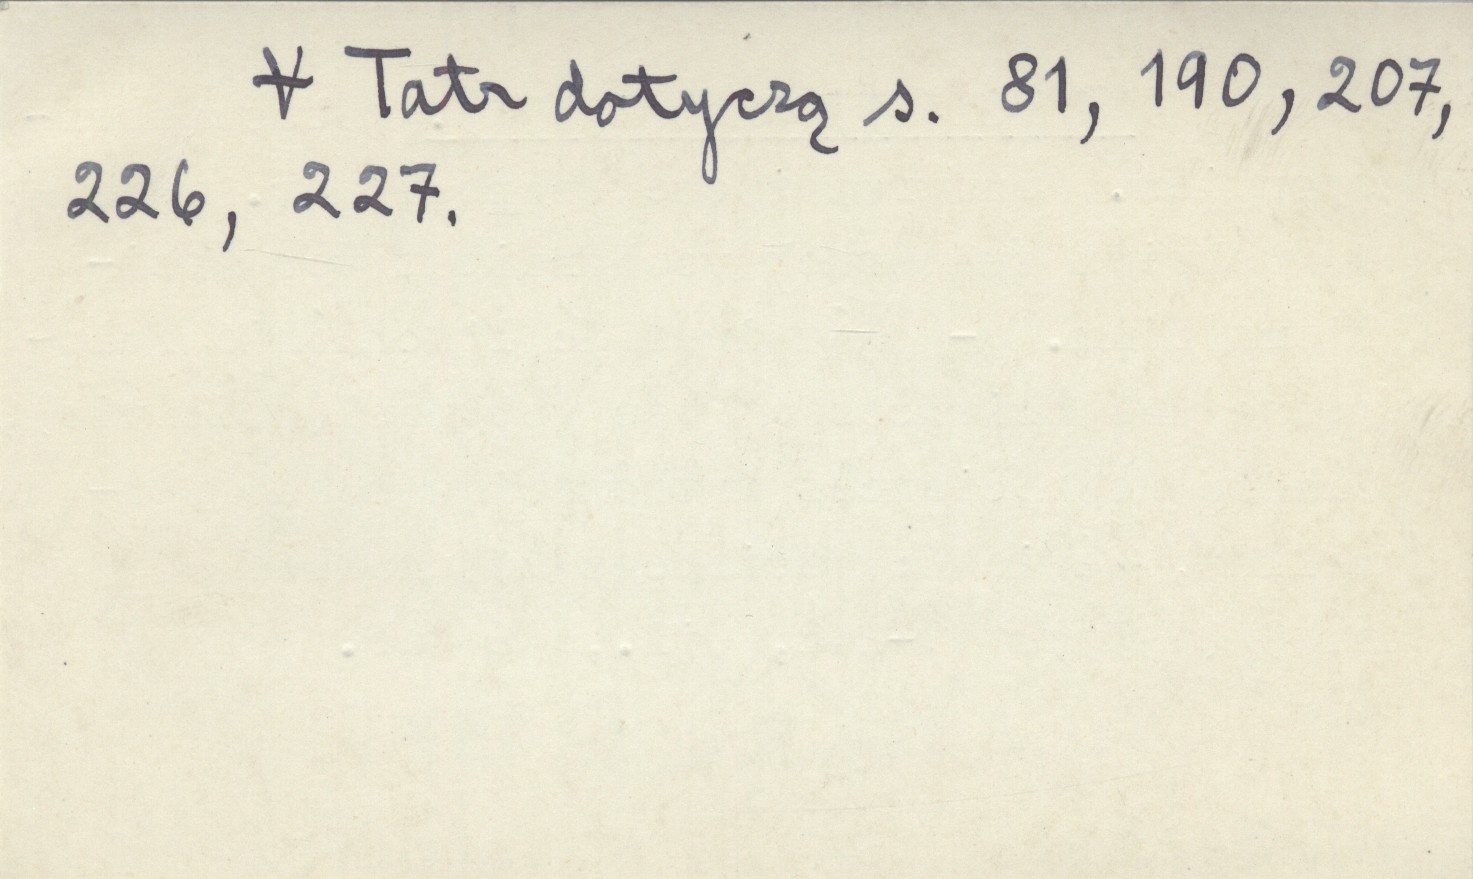 ∀ Tatr dotyczą s. 81, 190, 207,
226, 227.